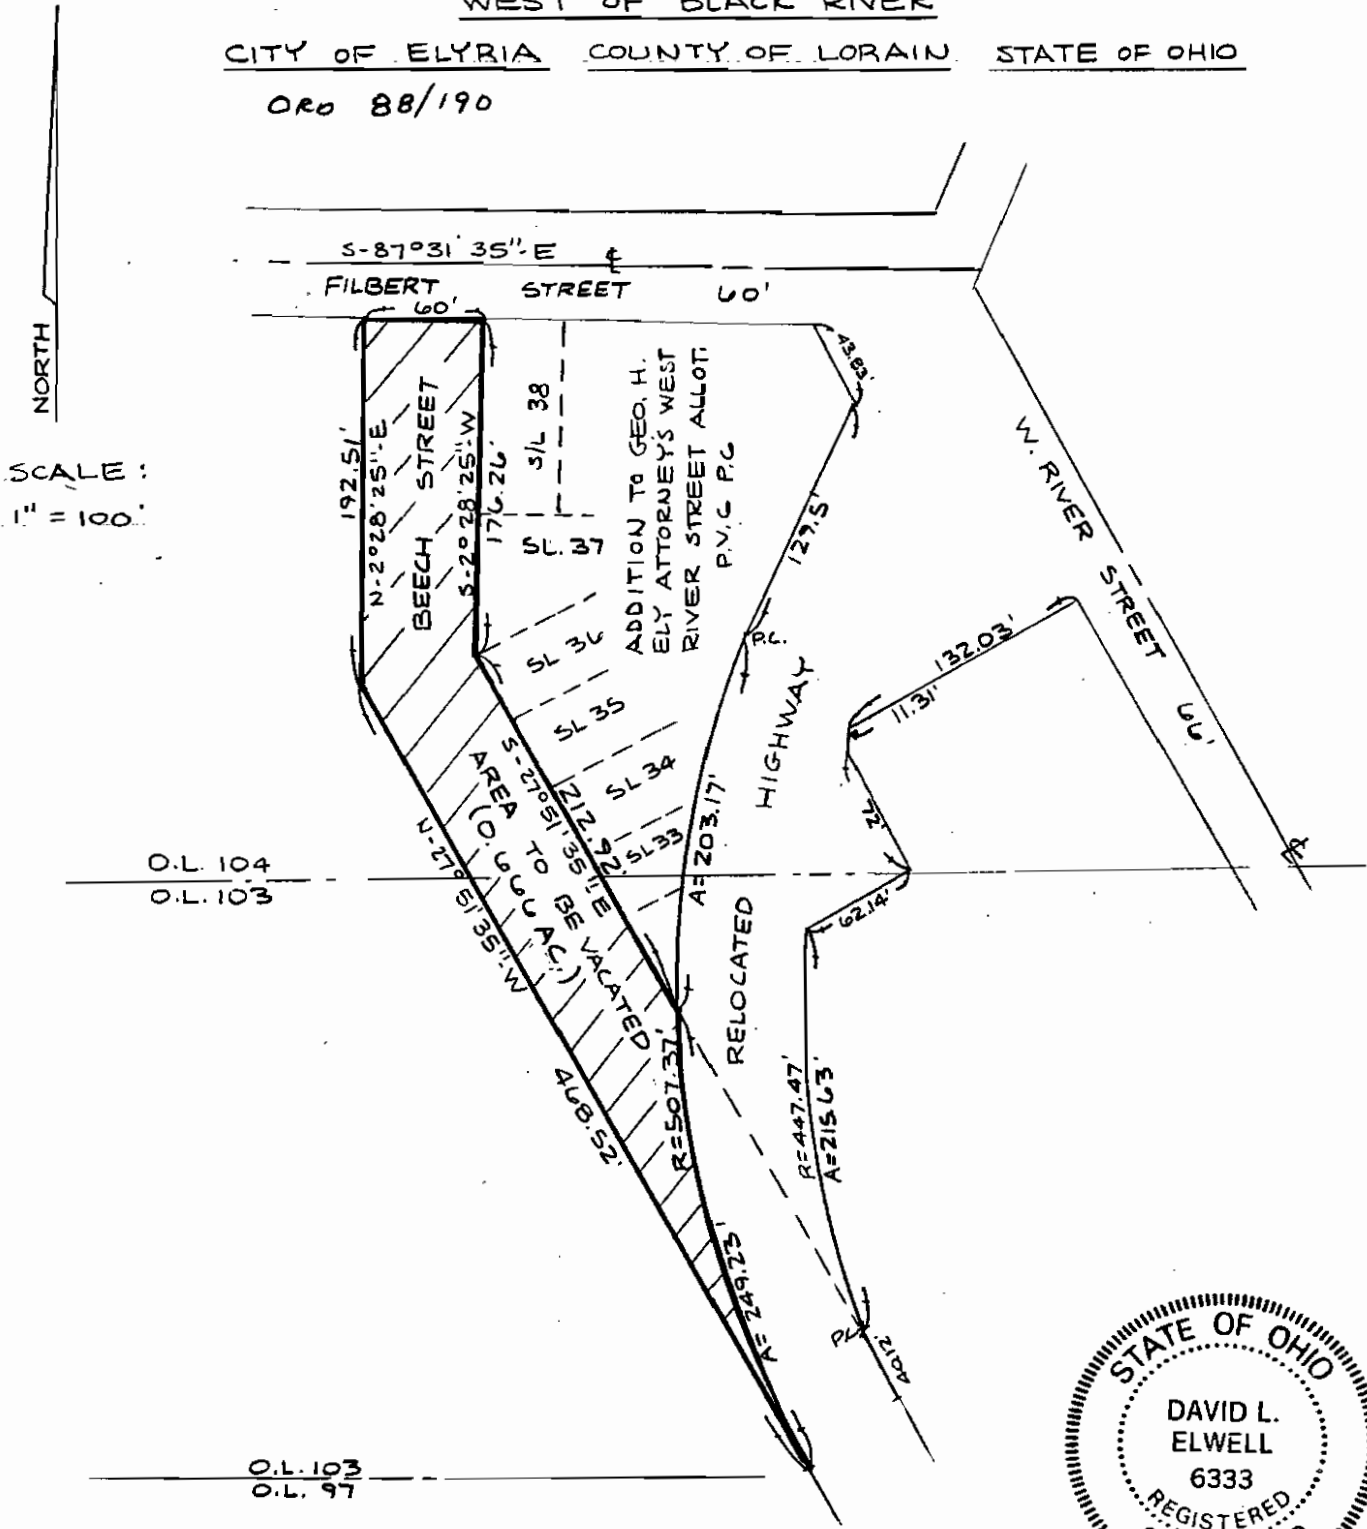 WEST OF BLACK RIVER
CITY OF ELYRIA COUNTY OF LORAIN STATE OF OHIO
ORD 88/190
NORTH
SCALE:
1" = 100'
S-87°31'35"-E
FILBERT STREET 60'
60'
192.51'
N-2°28'25"-E
BEECH STREET
S-2°28'25"-W
176.26'
S/L 38
SL. 37
SL 36
SL 35
SL 34
SL 33
ADDITION TO GEO. H.
ELY ATTORNEY'S WEST
RIVER STREET ALLOT.
P.V.C P.C
43.83'
129.5'
P.C.
W. RIVER STREET 66'
132.03'
11.31'
72'
62.14'
RELOCATED HIGHWAY
A=203.17'
S-27°51'35"-E
212.92'
AREA TO BE VACATED
(0.666 AC.)
N-27°51'35"-W
468.52'
O.L. 104
O.L. 103
R=507.37'
A=249.23'
R=447.47'
A=215.63'
40.12'
O.L. 103
O.L. 97
STATE OF OHIO
DAVID L.
ELWELL
6333
REGISTERED